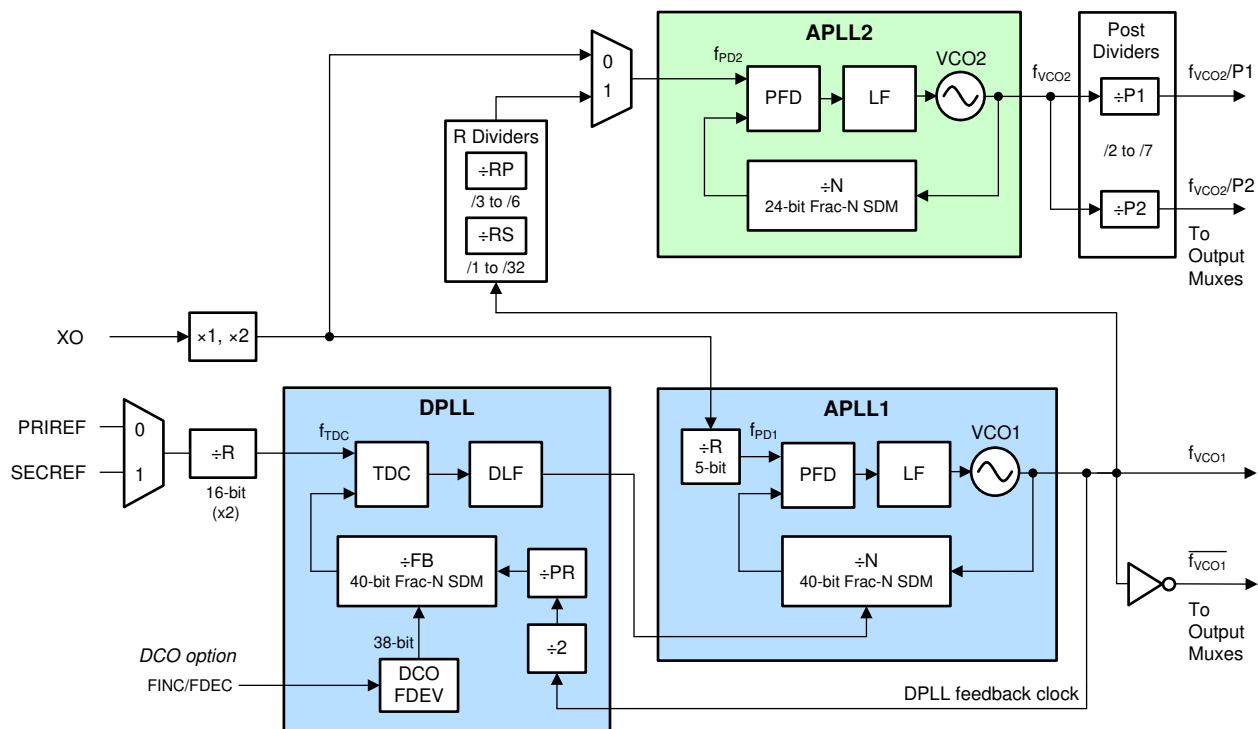 APLL2
Post
Dividers
VCO2
0
1
fPD2
PFD
LF
fVCO2
÷P1
fVCO2/P1
R Dividers
÷RP
/3 to /6
÷RS
/1 to /32
÷N
24-bit Frac-N SDM
/2 to /7
÷P2
fVCO2/P2
To
Output
Muxes
XO
×1, ×2
DPLL
APLL1
PRIREF
SECREF
0
1
÷R
16-bit
(x2)
fTDC
TDC
DLF
÷R
5-bit
fPD1
PFD
LF
VCO1
fVCO1
÷FB
40-bit Frac-N SDM
÷PR
÷N
40-bit Frac-N SDM
fVCO1
To
Output
Muxes
38-bit
÷2
DCO option
FINC/FDEC
DCO
FDEV
DPLL feedback clock